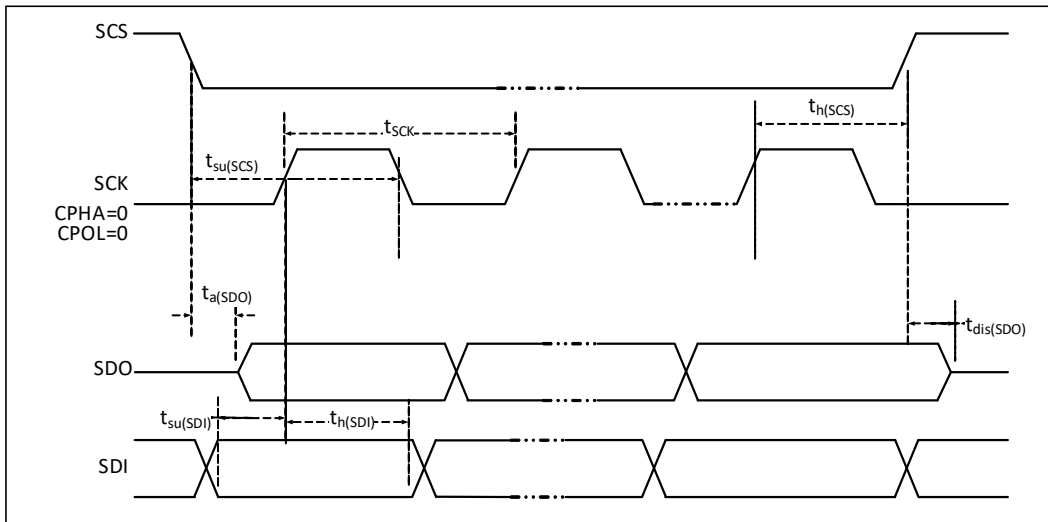 SCS
th(SCS)
tSCK
tsu(SCS)
SCK
CPHA=0
CPOL=0
ta(SDO)
tdis(SDO)
SDO
tsu(SDI)
th(SDI)
SDI